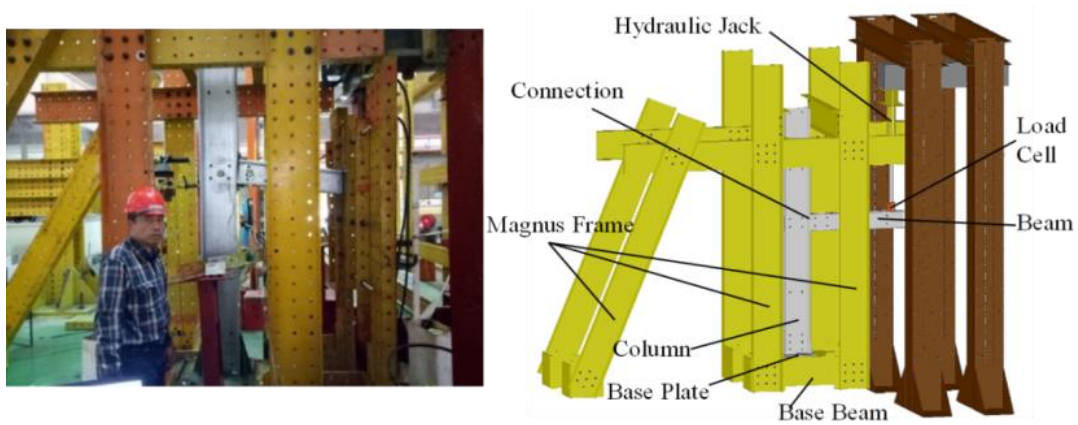 Hydraulic Jack
Connection
Load
Cell
Magnus Frame
Beam
Column
Base Plate
Base Beam